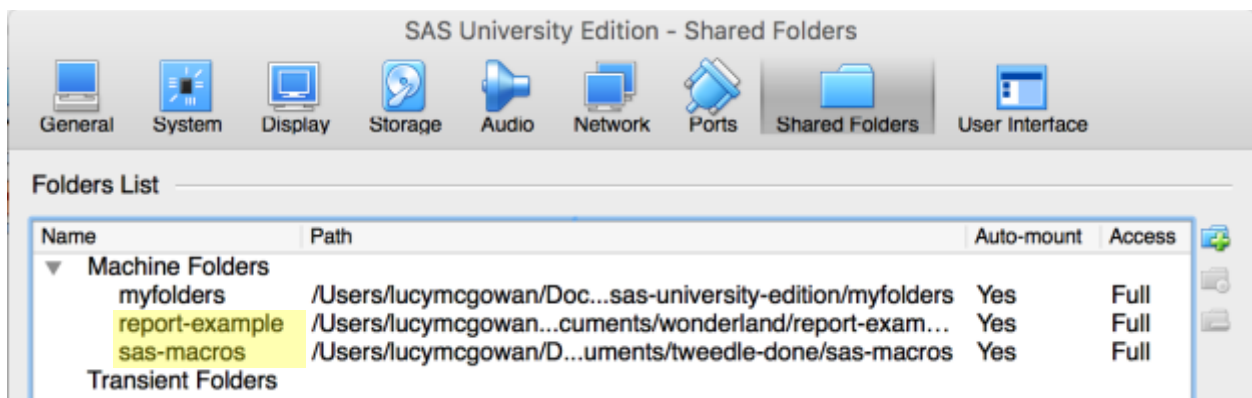 SAS University Edition - Shared Folders
General System Display Storage Audio Network Ports Shared Folders User Interface
Folders List
Name Path Auto-mount Access
Machine Folders
myfolders /Users/lucymcgowan/Doc...sas-university-edition/myfolders Yes Full
report-example /Users/lucymcgowan...cuments/wonderland/report-exam... Yes Full
sas-macros /Users/lucymcgowan/D...uments/tweedle-done/sas-macros Yes Full
Transient Folders